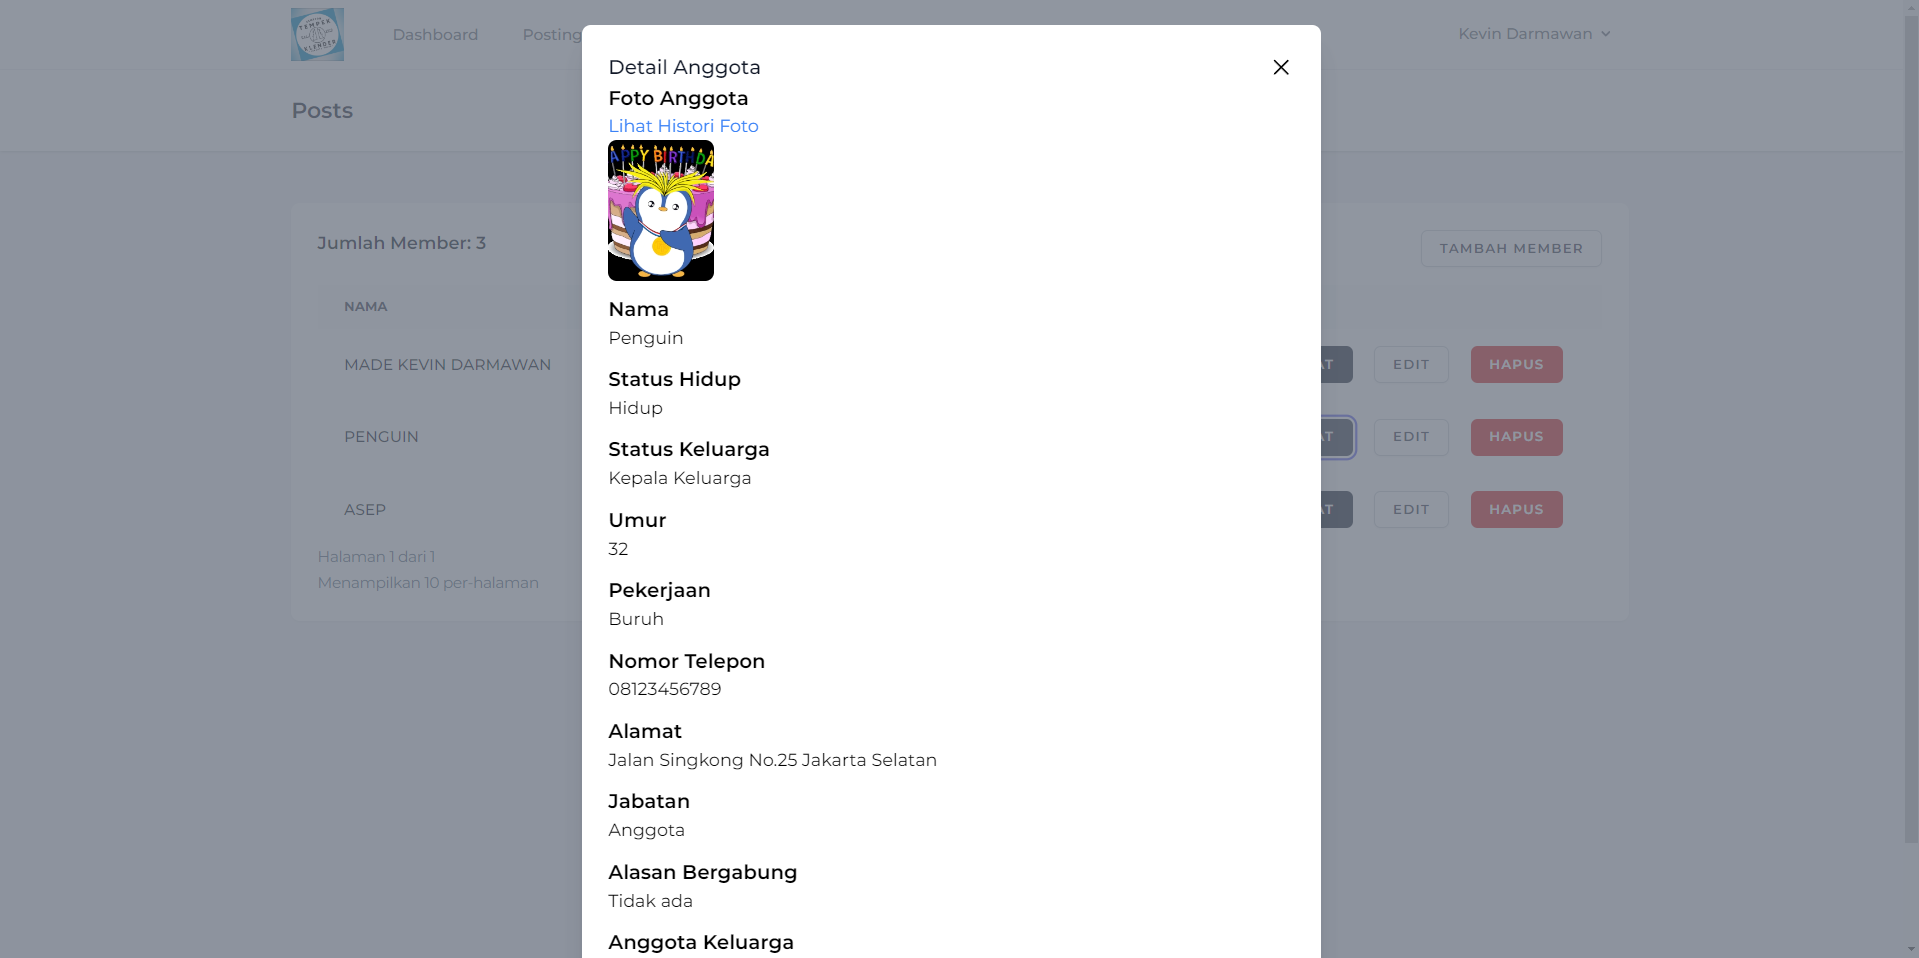 TEMPER
KLENDER
Dashboard
Posting
Kevin Darmawan
Posts
Jumlah Member: 3
TAMBAH MEMBER
NAMA
MADE KEVIN DARMAWAN
EDIT
HAPUS
PENGUIN
EDIT
HAPUS
ASEP
EDIT
HAPUS
Halaman 1 dari 1
Menampilkan 10 per-halaman
Detail Anggota
Foto Anggota
Lihat Histori Foto
APPY BIRTHDA
Nama
Penguin
Status Hidup
Hidup
Status Keluarga
Kepala Keluarga
Umur
32
Pekerjaan
Buruh
Nomor Telepon
08123456789
Alamat
Jalan Singkong No.25 Jakarta Selatan
Jabatan
Anggota
Alasan Bergabung
Tidak ada
Anggota Keluarga